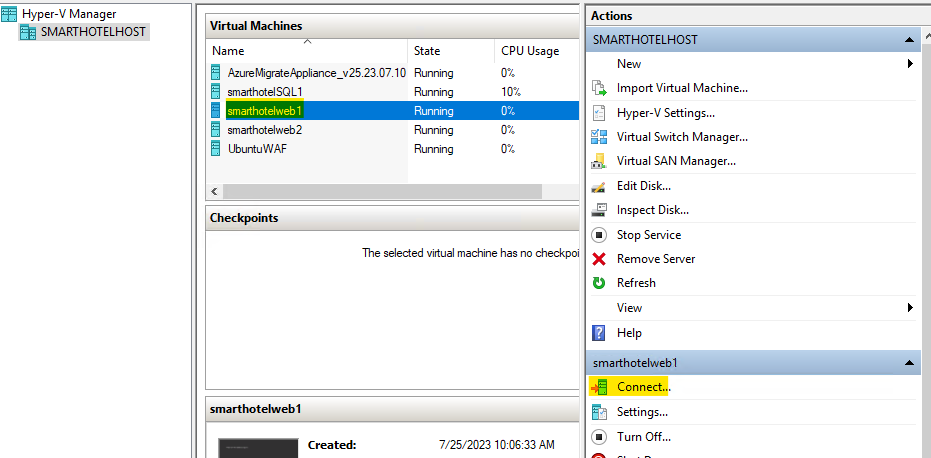 Hyper-V Manager
SMARTHOTELHOST
Virtual Machines
Name State CPU Usage
AzureMigrateAppliance_v25.23.07.10 Running 0%
smarthotelSQL1 Running 10%
smarthotelweb1 Running 0%
smarthotelweb2 Running 0%
UbuntuWAF Running 0%
Checkpoints
The selected virtual machine has no checkpoi
smarthotelweb1
Created: 7/25/2023 10:06:33 AM
Actions
SMARTHOTELHOST
New
Import Virtual Machine...
Hyper-V Settings...
Virtual Switch Manager...
Virtual SAN Manager...
Edit Disk...
Inspect Disk...
Stop Service
Remove Server
Refresh
View
Help
smarthotelweb1
Connect...
Settings...
Turn Off...